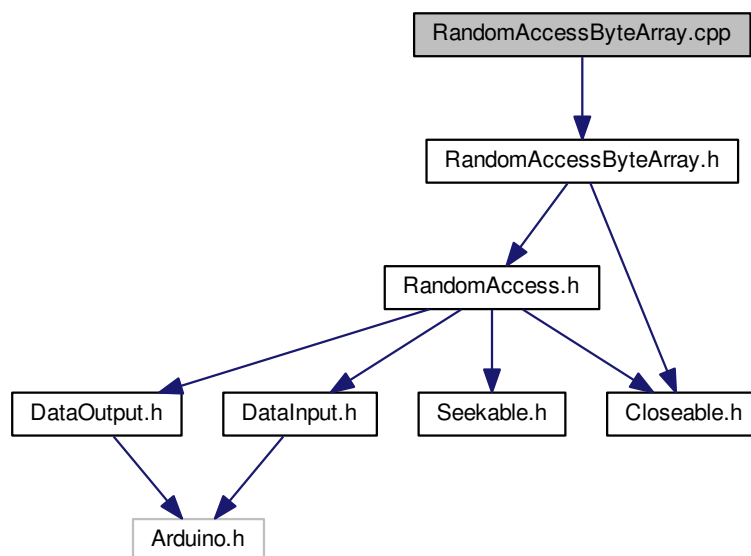 RandomAccessByteArray.cpp
RandomAccessByteArray.h
RandomAccess.h
DataOutput.h
DataInput.h
Seekable.h
Closeable.h
Arduino.h